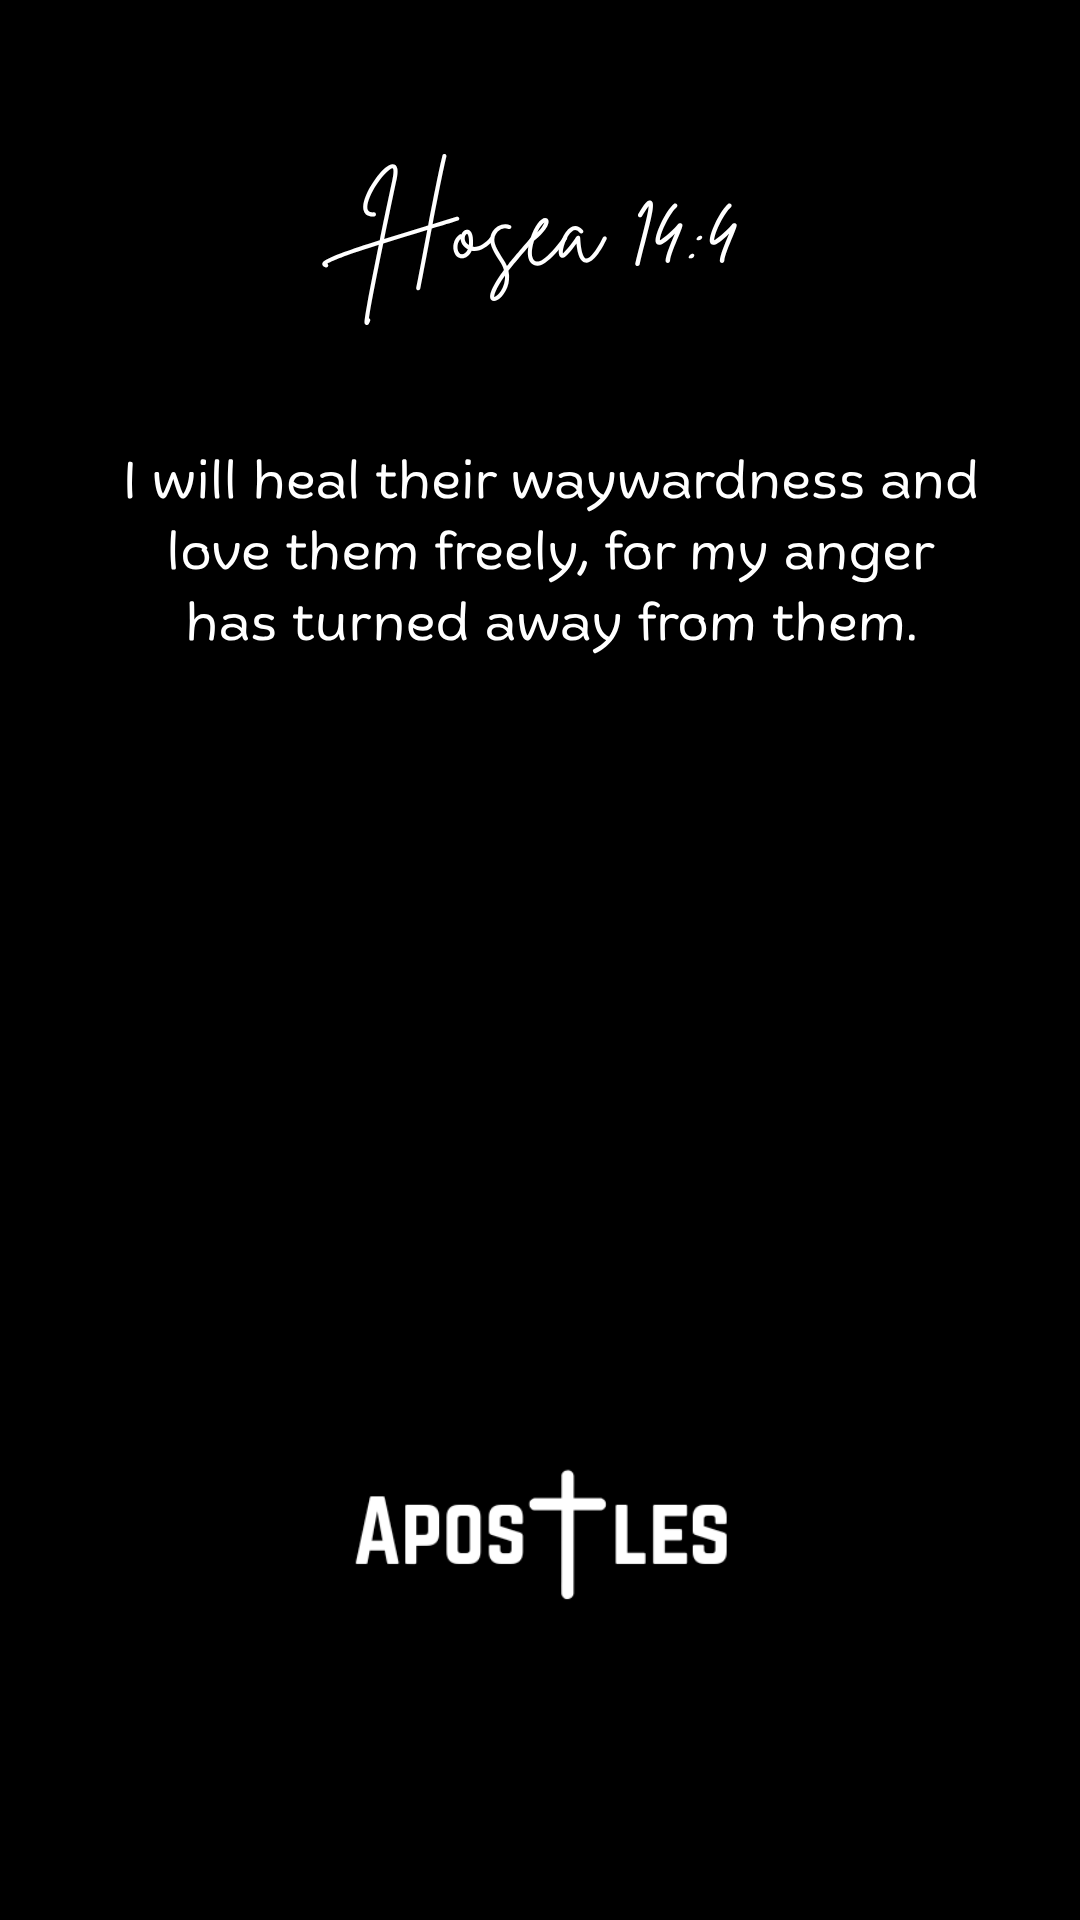 Hosea 14:4
I will heal their waywardness and
love them freely, for my anger
has turned away from them.
APOSTLES